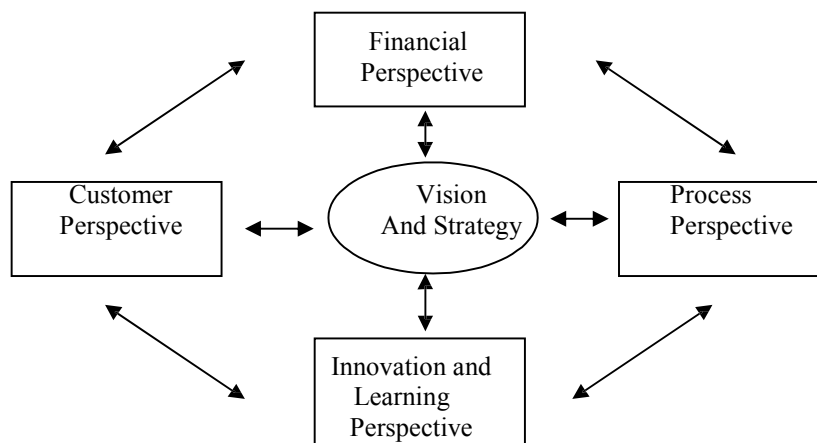 Financial
Perspective
Customer
Perspective
Vision
And Strategy
Process
Perspective
Innovation and
Learning
Perspective